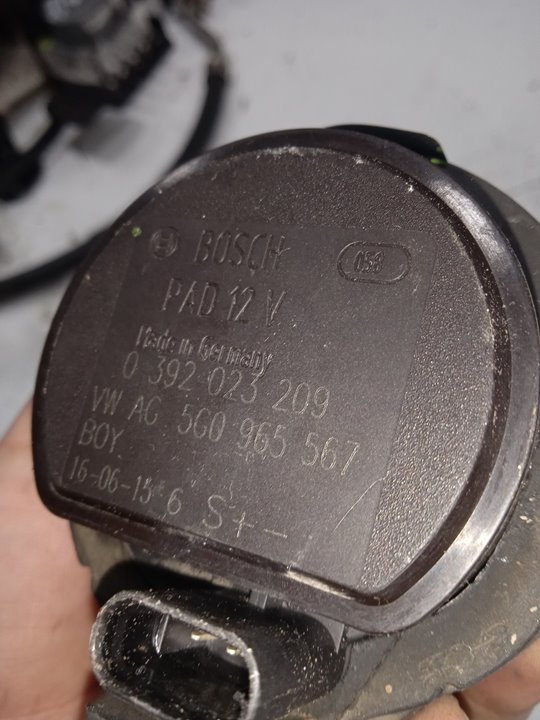 BOSCH 053
PAD 12 V
Made in Germany
0 392 023 209
VW AG 5G0 965 567
BOY
16-06-15 6 S + -